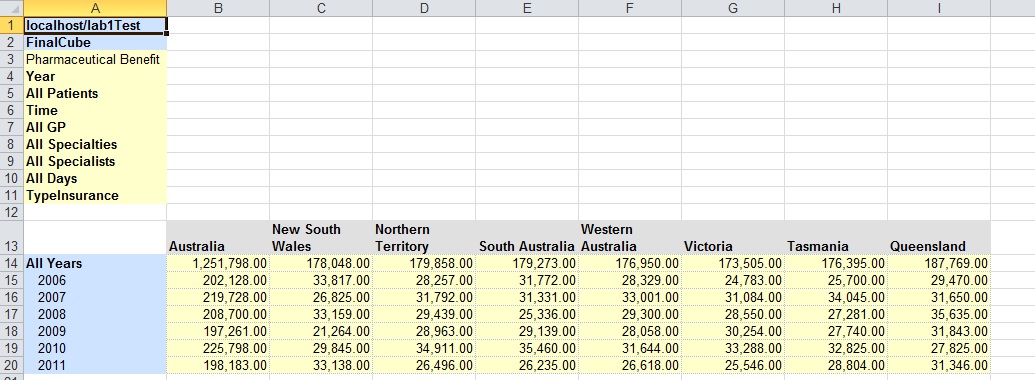 A B C D E F G H I
1 localhost/lab1Test
2 FinalCube
3 Pharmaceutical Benefit
4 Year
5 All Patients
6 Time
7 All GP
8 All Specialties
9 All Specialists
10 All Days
11 TypeInsurance
12
New South Northern Western
13 Australia Wales Territory South Australia Australia Victoria Tasmania Queensland
14 All Years 1,251,798.00 178,048.00 179,858.00 179,273.00 176,950.00 173,505.00 176,395.00 187,769.00
15 2006 202,128.00 33,817.00 28,257.00 31,772.00 28,329.00 24,783.00 25,700.00 29,470.00
16 2007 219,728.00 26,825.00 31,792.00 31,331.00 33,001.00 31,084.00 34,045.00 31,650.00
17 2008 208,700.00 33,159.00 29,439.00 25,336.00 29,300.00 28,550.00 27,281.00 35,635.00
18 2009 197,261.00 21,264.00 28,963.00 29,139.00 28,058.00 30,254.00 27,740.00 31,843.00
19 2010 225,798.00 29,845.00 34,911.00 35,460.00 31,644.00 33,288.00 32,825.00 27,825.00
20 2011 198,183.00 33,138.00 26,496.00 26,235.00 26,618.00 25,546.00 28,804.00 31,346.00